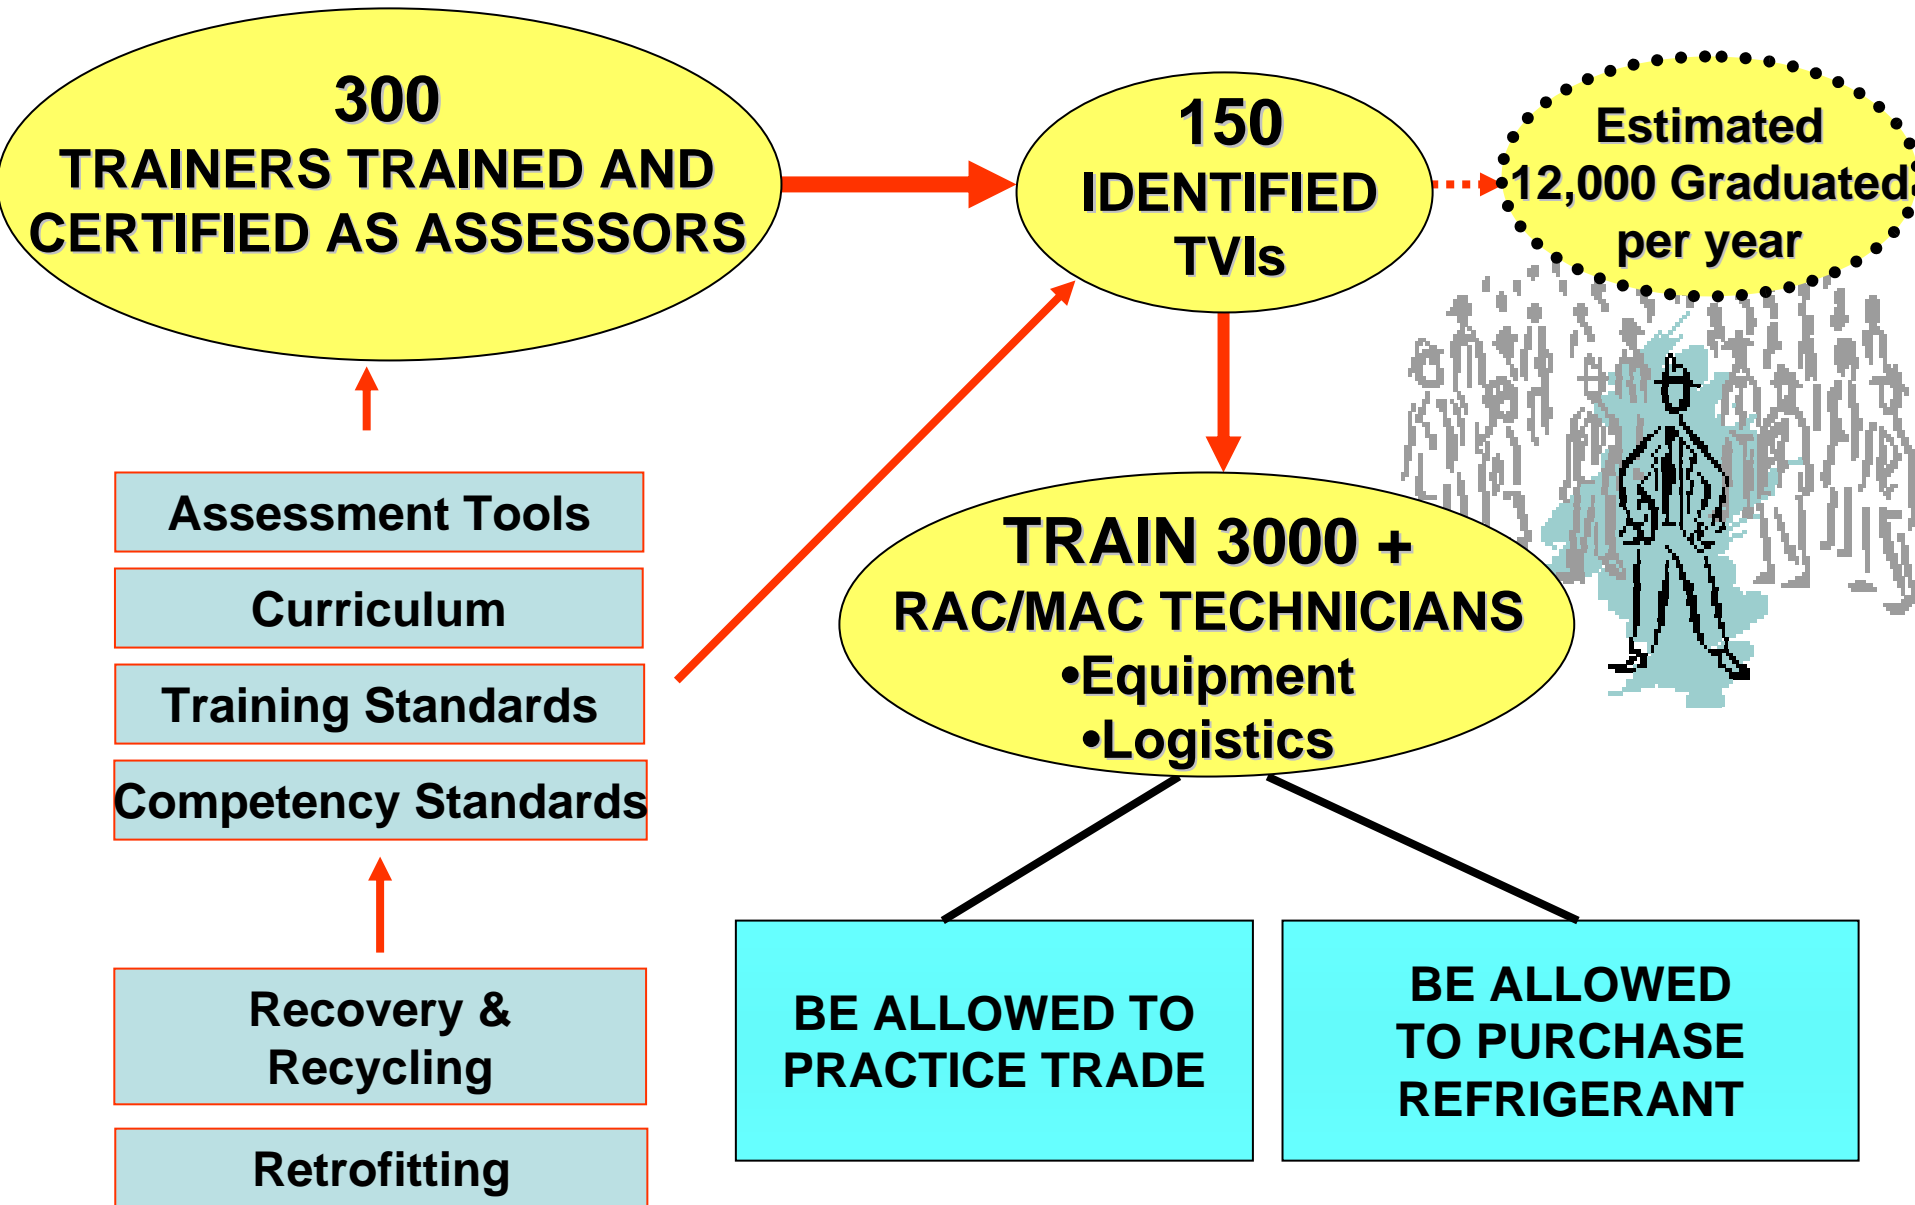 300
TRAINERS TRAINED AND
CERTIFIED AS ASSESSORS
150
IDENTIFIED
TVIs
Estimated
12,000 Graduated
per year
Assessment Tools
Curriculum
Training Standards
Competency Standards
Recovery &
Recycling
Retrofitting
TRAIN 3000 +
RAC/MAC TECHNICIANS
•Equipment
•Logistics
BE ALLOWED TO
PRACTICE TRADE
BE ALLOWED
TO PURCHASE
REFRIGERANT